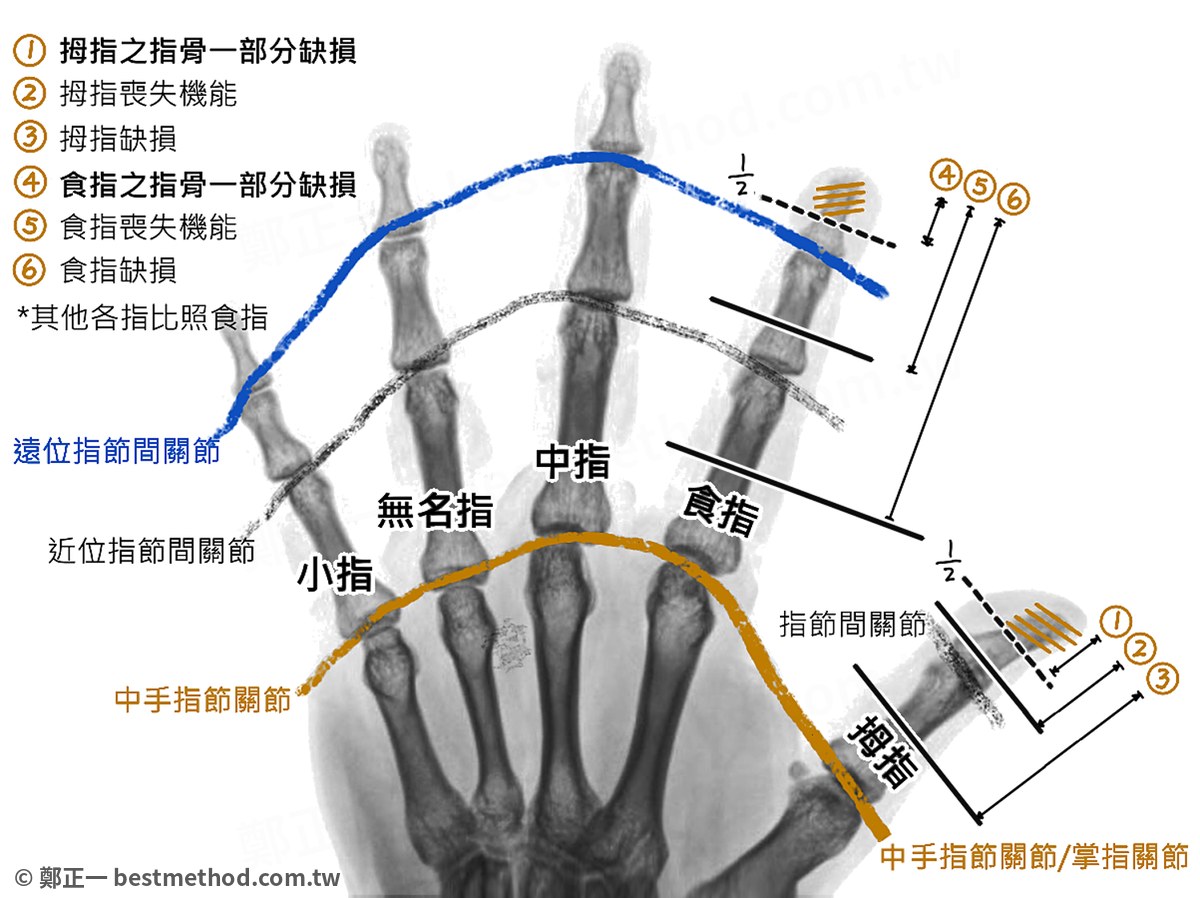 ① 拇指之指骨一部分缺損
② 拇指喪失機能
③ 拇指缺損
④ 食指之指骨一部分缺損
⑤ 食指喪失機能
⑥ 食指缺損
*其他各指比照食指
1/2
④⑤⑥
遠位指節間關節
近位指節間關節
小指
無名指
中指
食指
1/2
指節間關節
①
②
③
拇指
中手指節關節
中手指節關節/掌指關節
© 鄭正一 bestmethod.com.tw